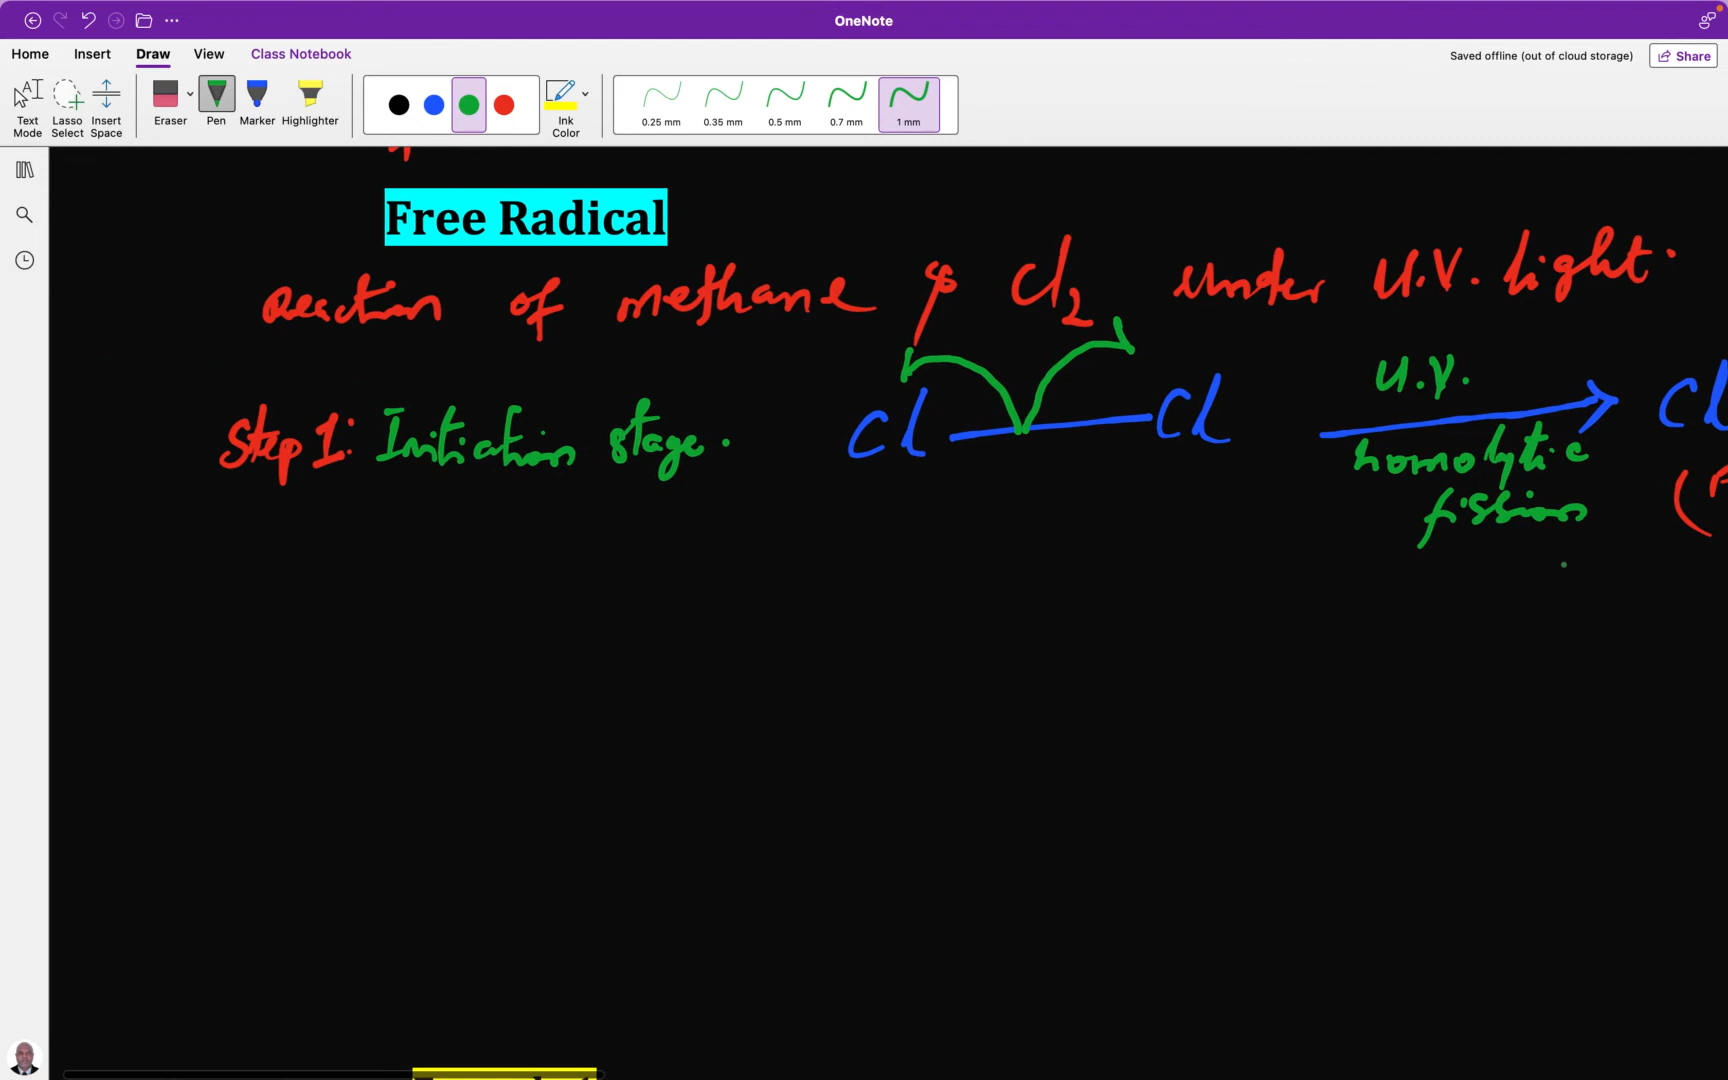 OneNote
Home Insert Draw View Class Notebook
Saved offline (out of cloud storage) Share
Text Mode
Lasso Select
Insert Space
Eraser Pen Marker Highlighter
Ink Color
0.25 mm 0.35 mm 0.5 mm 0.7 mm 1 mm
Free Radical
Reaction of methane & Cl2 under U.V. light.
U.V.
Step 1: Initiation stage. Cl Cl Cl
homolytic
fission